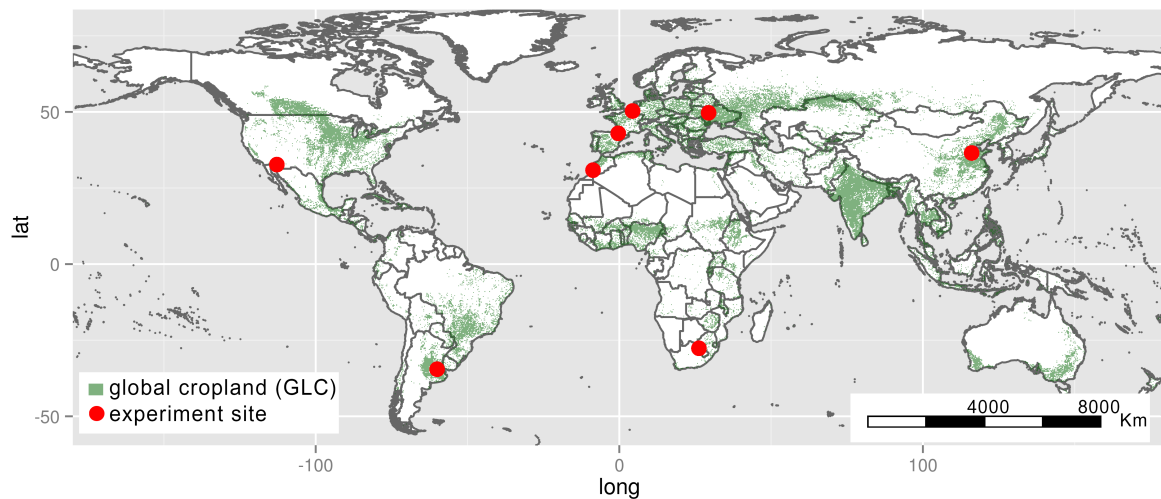 lat
50
0
-50
global cropland (GLC)
experiment site
4000 8000
Km
-100 0 100
long